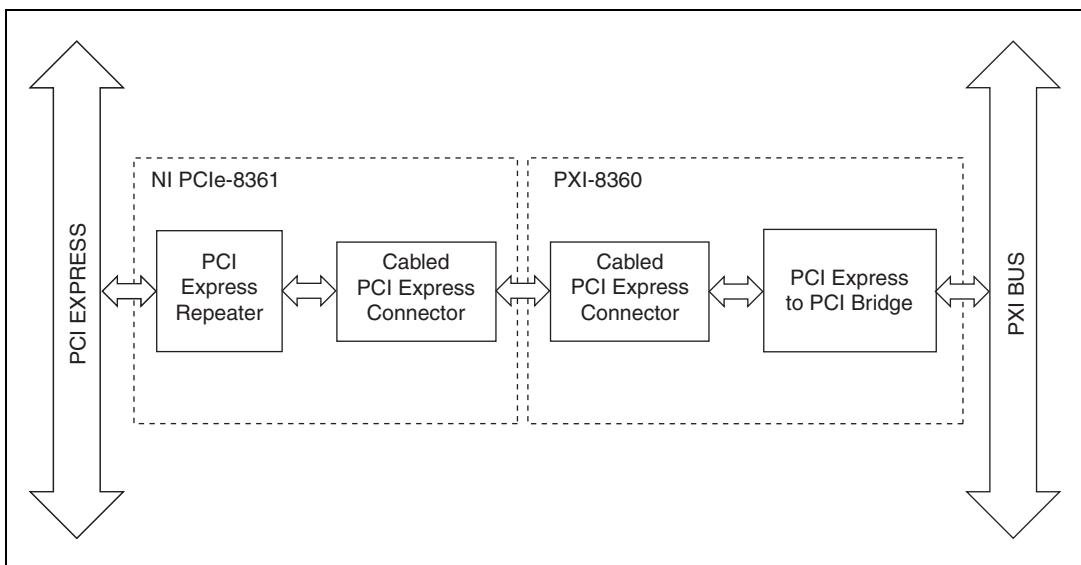 PCI EXPRESS
NI PCIe-8361
PCI
Express
Repeater
Cabled
PCI Express
Connector
PXI-8360
Cabled
PCI Express
Connector
PCI Express
to PCI Bridge
PXI BUS